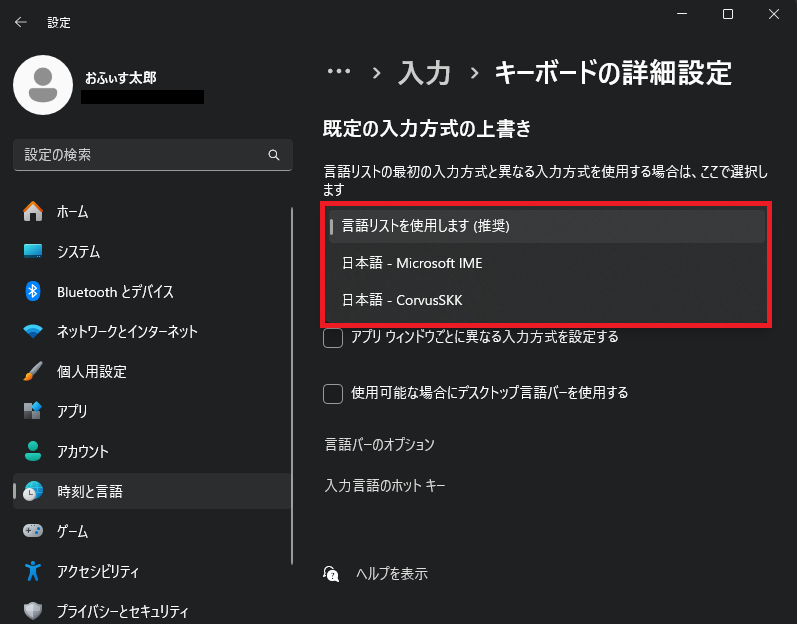 設定
おふぃす太郎
設定の検索
ホーム
システム
Bluetooth とデバイス
ネットワークとインターネット
個人用設定
アプリ
アカウント
時刻と言語
ゲーム
アクセシビリティ
プライバシーとセキュリティ
… › 入力 › キーボードの詳細設定
既定の入力方式の上書き
言語リストの最初の入力方式と異なる入力方式を使用する場合は、ここで選択し
ます
言語リストを使用します (推奨)
日本語 - Microsoft IME
日本語 - CorvusSKK
アプリ ウィンドウごとに異なる入力方式を設定する
使用可能な場合にデスクトップ言語バーを使用する
言語バーのオプション
入力言語のホット キー
ヘルプを表示